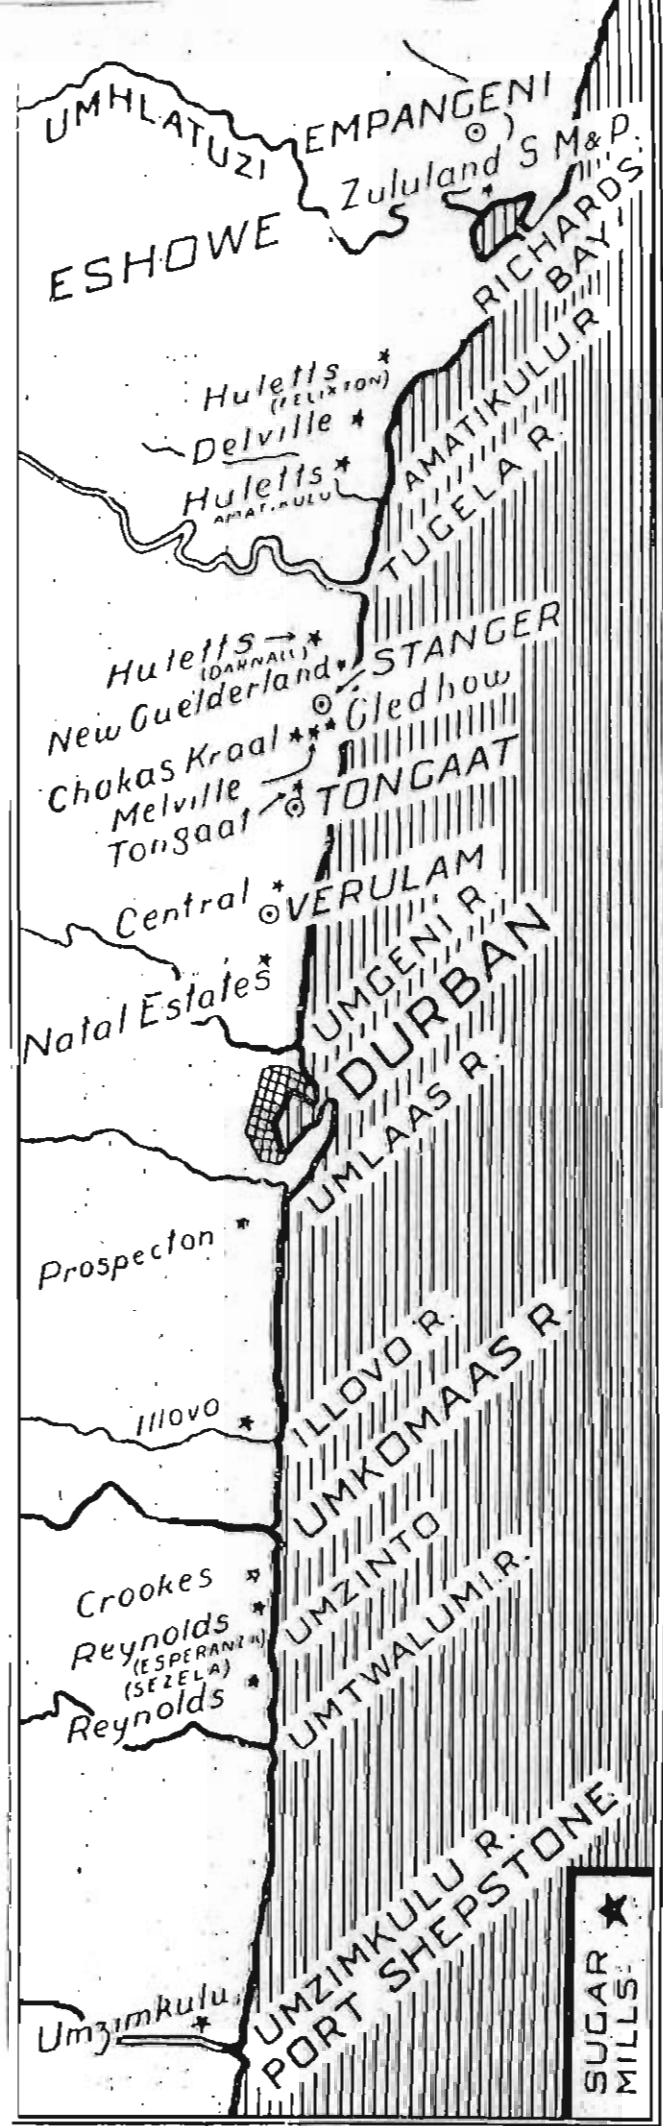 UMHLATUZI
EMPANGENI
Zululand S M & P.
ESHOWE
RICHARDS
BAY
Huletts
(FELIXTON)
Delville
Huletts
AMATIKULU
AMATIKULU R
TUGELA R.
Huletts
(DARNALL)
STANGER
New Guelderland
Gledhow
Chakas Kraal
Melville
Tongaat
TONGAAT
Central
VERULAM
UMGENI R.
Natal Estates
DURBAN
UMLAAS R.
Prospecton
ILLOVO R.
Illovo
UMKOMAAS R.
Crookes
UMZINTO
Reynolds
(ESPERANZA)
(SEZELA)
Reynolds
UMTWALUMI.R.
UMZIMKULU R.
PORT SHEPSTONE
Umzimkulu
SUGAR
MILLS